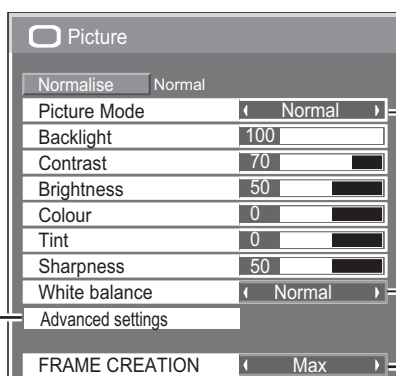 Picture
Normalise Normal
Picture Mode Normal
Backlight 100
Contrast 70
Brightness 50
Colour 0
Tint 0
Sharpness 50
White balance Normal
Advanced settings
FRAME CREATION Max